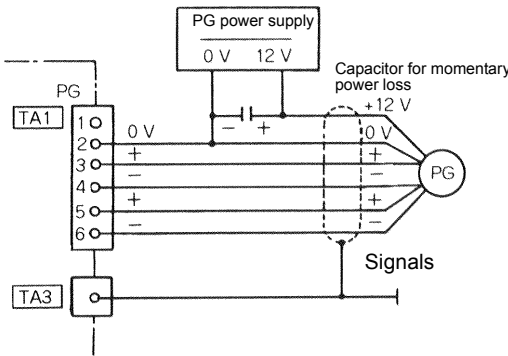 PG power supply
0 V 12 V
Capacitor for momentary
power loss
PG
+12 V
TA1
1
− +
0 V
0 V
2
+
+
3
−
−
PG
4
+
+
5
−
−
6
Signals
TA3